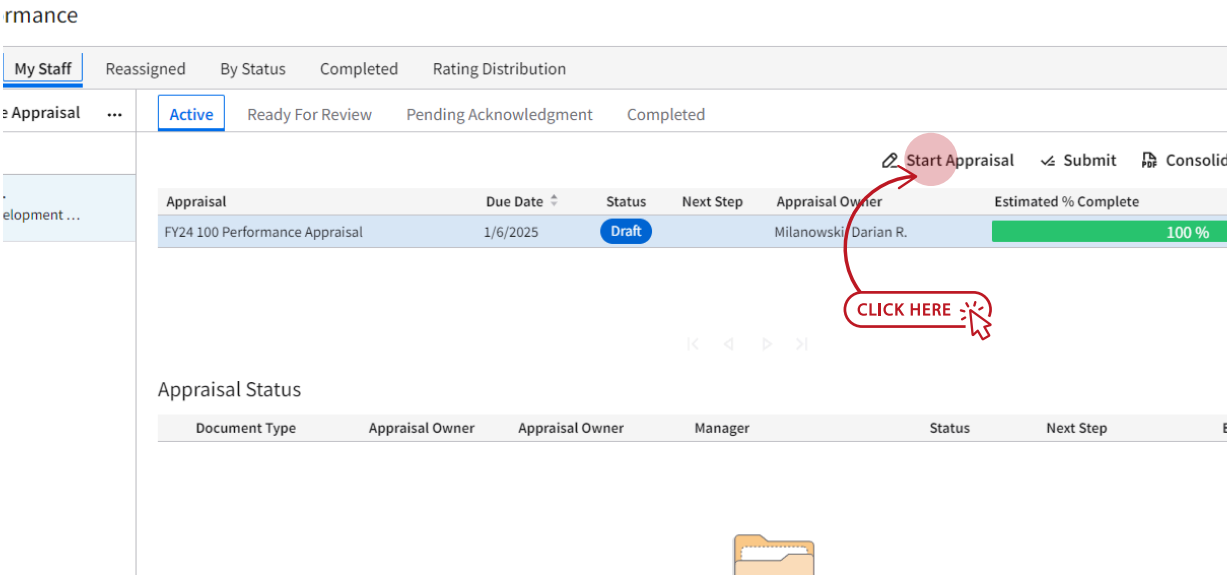 rmance
My Staff Reassigned By Status Completed Rating Distribution
e Appraisal ...
Active Ready For Review Pending Acknowledgment Completed
Start Appraisal Submit PDF Consolid
Appraisal Due Date Status Next Step Appraisal Owner Estimated % Complete
elopment ...
FY24 100 Performance Appraisal 1/6/2025 Draft Milanowski, Darian R. 100 %
CLICK HERE
Appraisal Status
Document Type Appraisal Owner Appraisal Owner Manager Status Next Step E